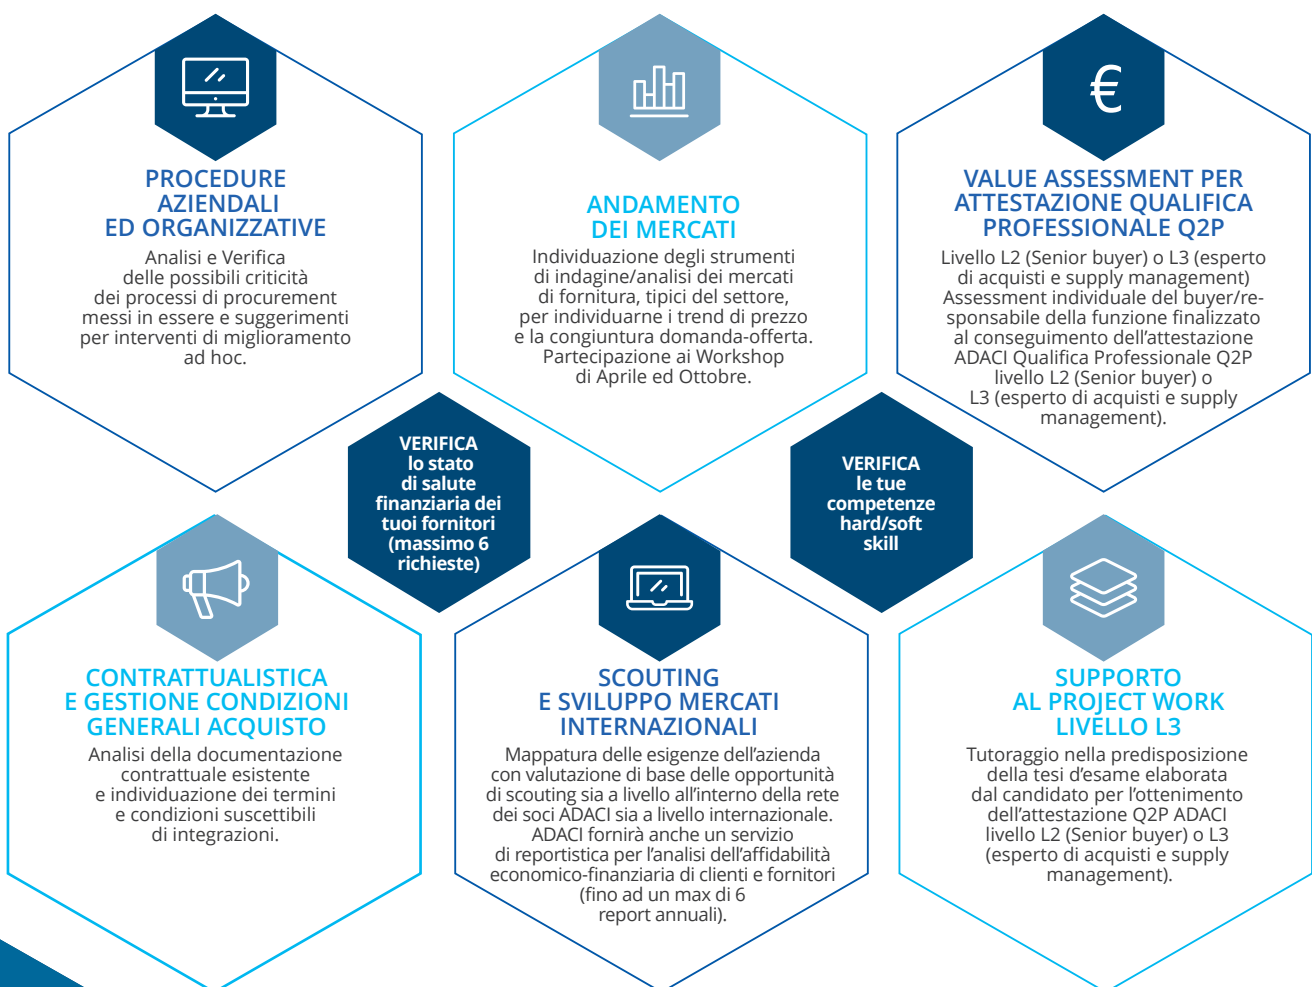 PROCEDURE
AZIENDALI
ED ORGANIZZATIVE
Analisi e Verifica
delle possibili criticità
dei processi di procurement
messi in essere e suggerimenti
per interventi di miglioramento
ad hoc.
ANDAMENTO
DEI MERCATI
Individuazione degli strumenti
di indagine/analisi dei mercati
di fornitura, tipici del settore,
per individuarne i trend di prezzo
e la congiuntura domanda-offerta.
Partecipazione ai Workshop
di Aprile ed Ottobre.
€
VALUE ASSESSMENT PER
ATTESTAZIONE QUALIFICA
PROFESSIONALE Q2P
Livello L2 (Senior buyer) o L3 (esperto
di acquisti e supply management)
Assessment individuale del buyer/re-
sponsabile della funzione finalizzato
al conseguimento dell’attestazione
ADACI Qualifica Professionale Q2P
livello L2 (Senior buyer) o
L3 (esperto di acquisti e supply
management).
VERIFICA
lo stato
di salute
finanziaria dei
tuoi fornitori
(massimo 6
richieste)
VERIFICA
le tue
competenze
hard/soft
skill
CONTRATTUALISTICA
E GESTIONE CONDIZIONI
GENERALI ACQUISTO
Analisi della documentazione
contrattuale esistente
e individuazione dei termini
e condizioni suscettibili
di integrazioni.
SCOUTING
E SVILUPPO MERCATI
INTERNAZIONALI
Mappatura delle esigenze dell’azienda
con valutazione di base delle opportunità
di scouting sia a livello all’interno della rete
dei soci ADACI sia a livello internazionale.
ADACI fornirà anche un servizio
di reportistica per l’analisi dell’affidabilità
economico-finanziaria di clienti e fornitori
(fino ad un max di 6
report annuali).
SUPPORTO
AL PROJECT WORK
LIVELLO L3
Tutoraggio nella predisposizione
della tesi d’esame elaborata
dal candidato per l’ottenimento
dell’attestazione Q2P ADACI
livello L2 (Senior buyer) o L3
(esperto di acquisti e supply
management).